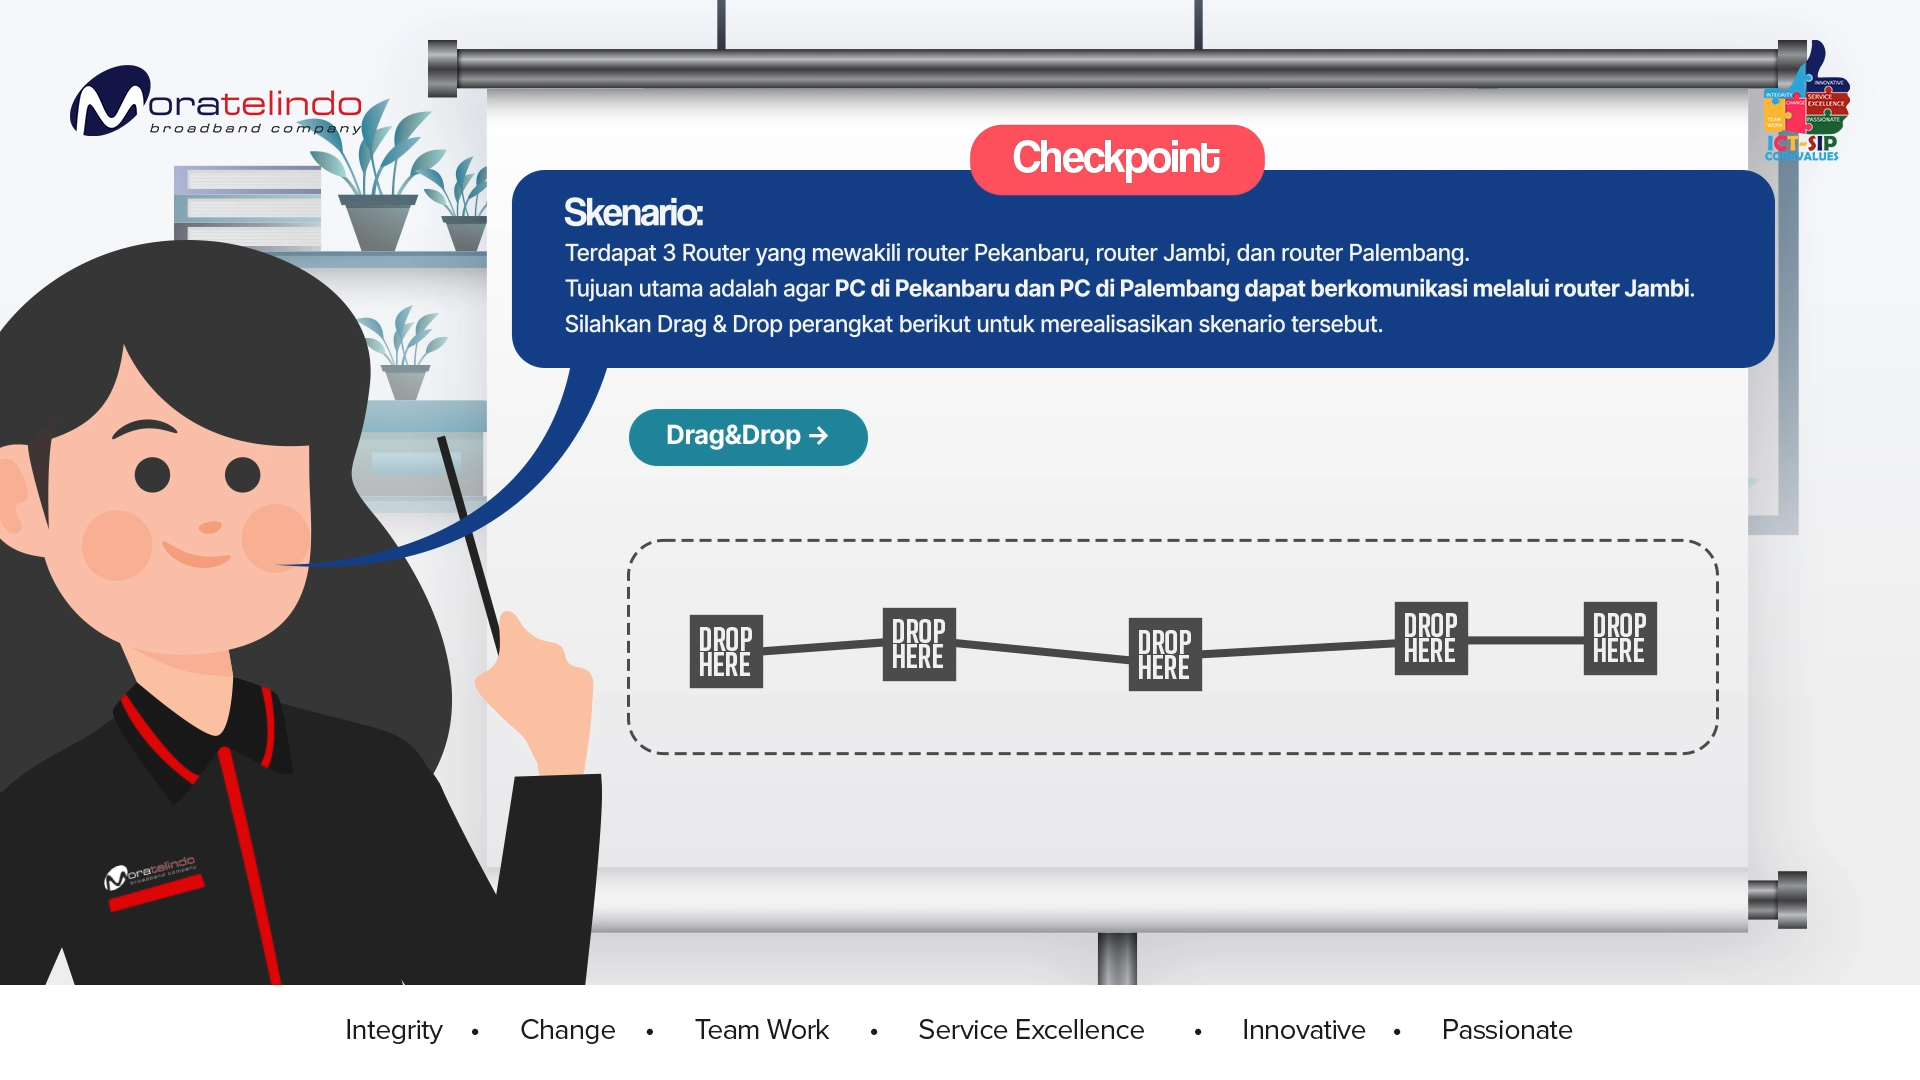 Moratelindo
broadband company
INNOVATIVE
INTEGRITY
SERVICE
EXCELLENCE
CHANGE
TEAM
WORK
PASSIONATE
ICT-SIP
COREVALUES
Checkpoint
Skenario:
Terdapat 3 Router yang mewakili router Pekanbaru, router Jambi, dan router Palembang.
Tujuan utama adalah agar PC di Pekanbaru dan PC di Palembang dapat berkomunikasi melalui router Jambi.
Silahkan Drag & Drop perangkat berikut untuk merealisasikan skenario tersebut.
Drag&Drop →
DROP
HERE
DROP
HERE
DROP
HERE
DROP
HERE
DROP
HERE
Moratelindo
broadband company
Integrity • Change • Team Work • Service Excellence • Innovative • Passionate